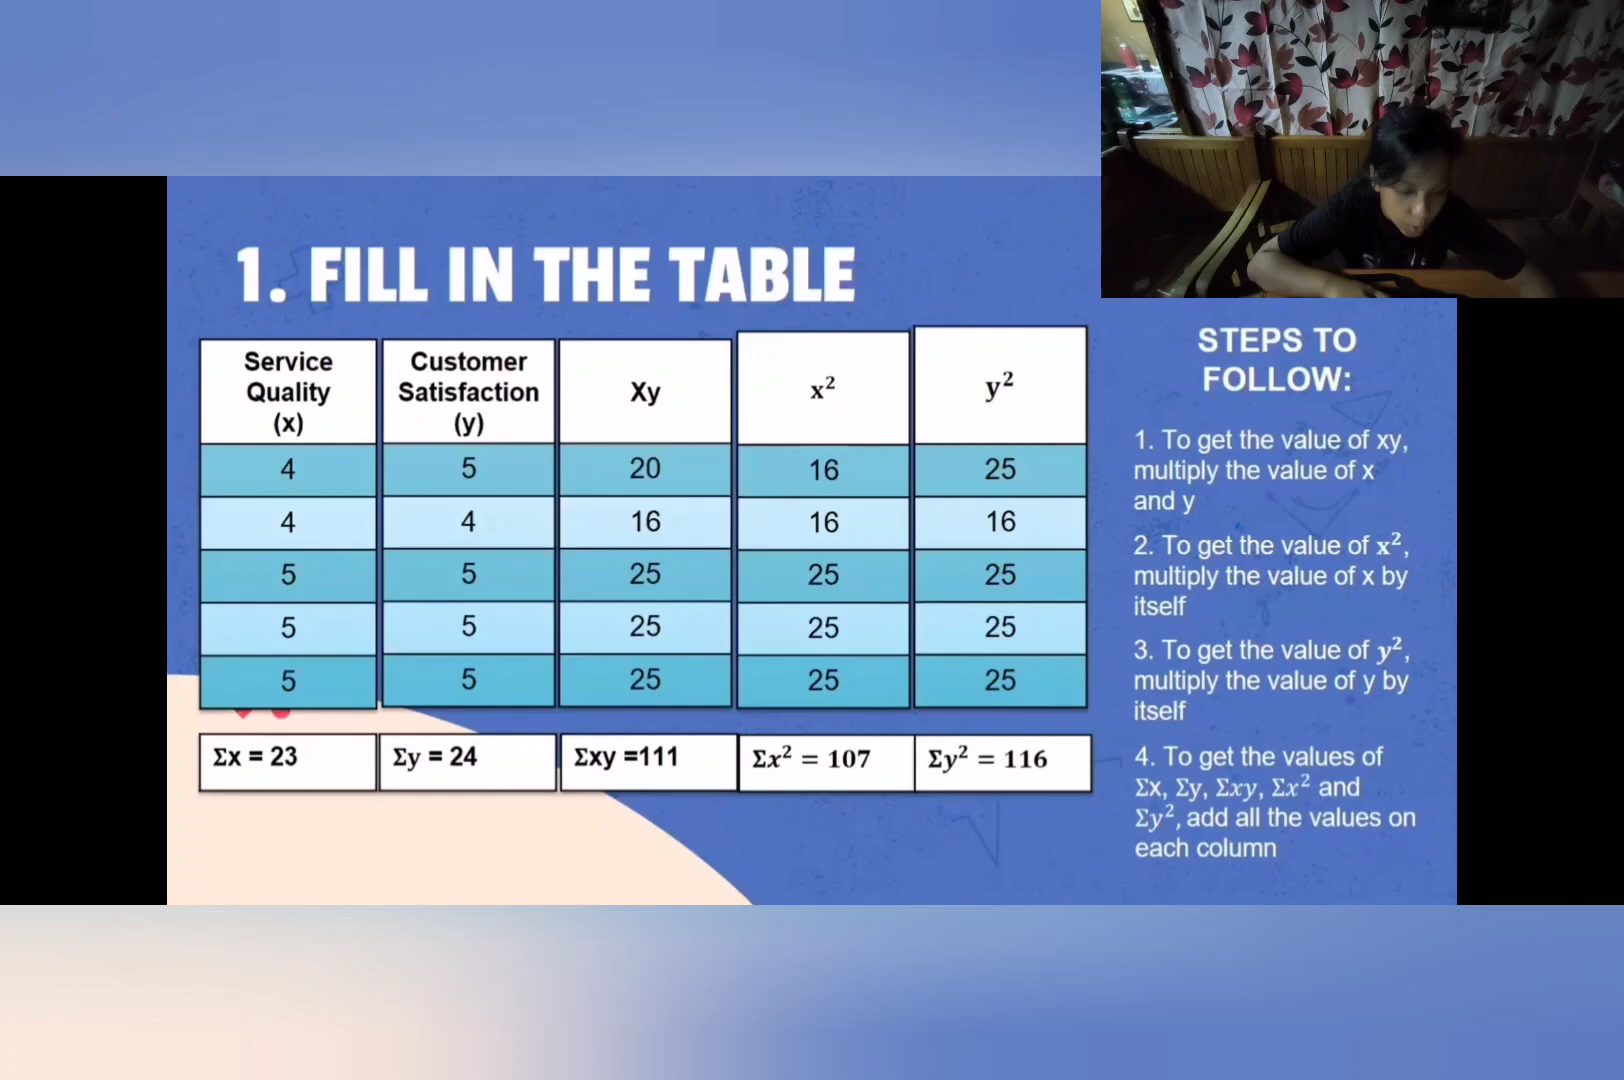 1. FILL IN THE TABLE
Service
Quality
(x)
Customer
Satisfaction
(y)
Xy
x²
y²
4 5 20 16 25
4 4 16 16 16
5 5 25 25 25
5 5 25 25 25
5 5 25 25 25
Σx = 23 Σy = 24 Σxy =111 Σx² = 107 Σy² = 116
STEPS TO
FOLLOW:
1. To get the value of xy,
multiply the value of x
and y
2. To get the value of x²,
multiply the value of x by
itself
3. To get the value of y²,
multiply the value of y by
itself
4. To get the values of
Σx, Σy, Σxy, Σx² and
Σy², add all the values on
each column